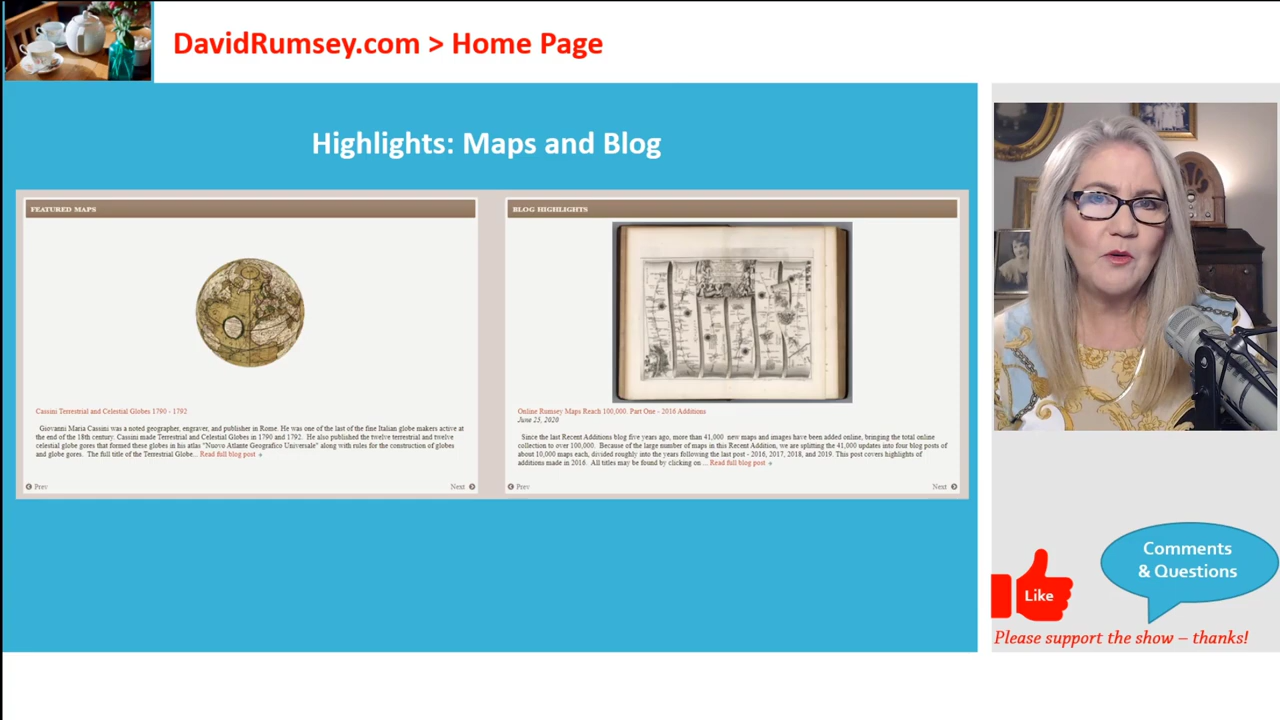 DavidRumsey.com > Home Page
Highlights: Maps and Blog
FEATURED MAPS
Cassini Terrestrial and Celestial Globes 1790 - 1792
Giovanni Maria Cassini was a noted geographer, engraver, and publisher in Rome. He was one of the last of the fine Italian globe makers active at
the end of the 18th century. Cassini made Terrestrial and Celestial Globes in 1790 and 1792. He also published the twelve terrestrial and twelve
celestial globe gores that formed these globes in his atlas "Nuovo Atlante Geografico Universale" along with rules for the construction of globes
and globe gores. The full title of the Terrestrial Globe... Read full blog post
Prev
Next
BLOG HIGHLIGHTS
Online Rumsey Maps Reach 100,000. Part One - 2016 Additions
June 25, 2020
Since the last Recent Additions blog five years ago, more than 41,000 new maps and images have been added online, bringing the total online
collection to over 100,000. Because of the large number of maps in this Recent Addition, we are splitting the 41,000 updates into four blog posts of
about 10,000 maps each, divided roughly into the years following the last post - 2016, 2017, 2018, and 2019. This post covers highlights of
additions made in 2016. All titles may be found by clicking on ... Read full blog post
Prev
Next
Comments
& Questions
Like
Please support the show – thanks!